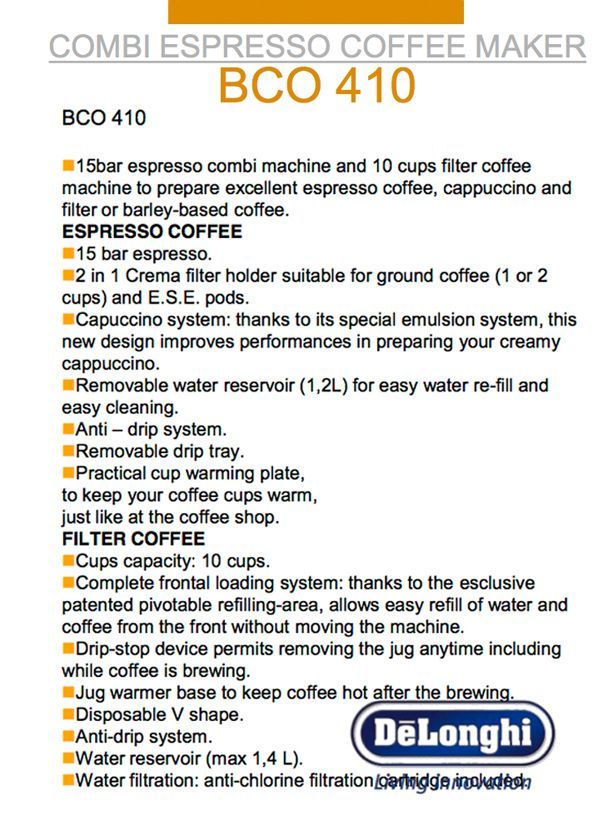 COMBI ESPRESSO COFFEE MAKER
BCO 410
BCO 410
15bar espresso combi machine and 10 cups filter coffee
machine to prepare excellent espresso coffee, cappuccino and
filter or barley-based coffee.
ESPRESSO COFFEE
15 bar espresso.
2 in 1 Crema filter holder suitable for ground coffee (1 or 2
cups) and E.S.E. pods.
Capuccino system: thanks to its special emulsion system, this
new design improves performances in preparing your creamy
cappuccino.
Removable water reservoir (1,2L) for easy water re-fill and
easy cleaning.
Anti – drip system.
Removable drip tray.
Practical cup warming plate,
to keep your coffee cups warm,
just like at the coffee shop.
FILTER COFFEE
Cups capacity: 10 cups.
Complete frontal loading system: thanks to the esclusive
patented pivotable refilling-area, allows easy refill of water and
coffee from the front without moving the machine.
Drip-stop device permits removing the jug anytime including
while coffee is brewing.
Jug warmer base to keep coffee hot after the brewing.
Disposable V shape.
Anti-drip system.
Water reservoir (max 1,4 L).
Water filtration: anti-chlorine filtration cartridge included.
DēLonghi
Living innovation